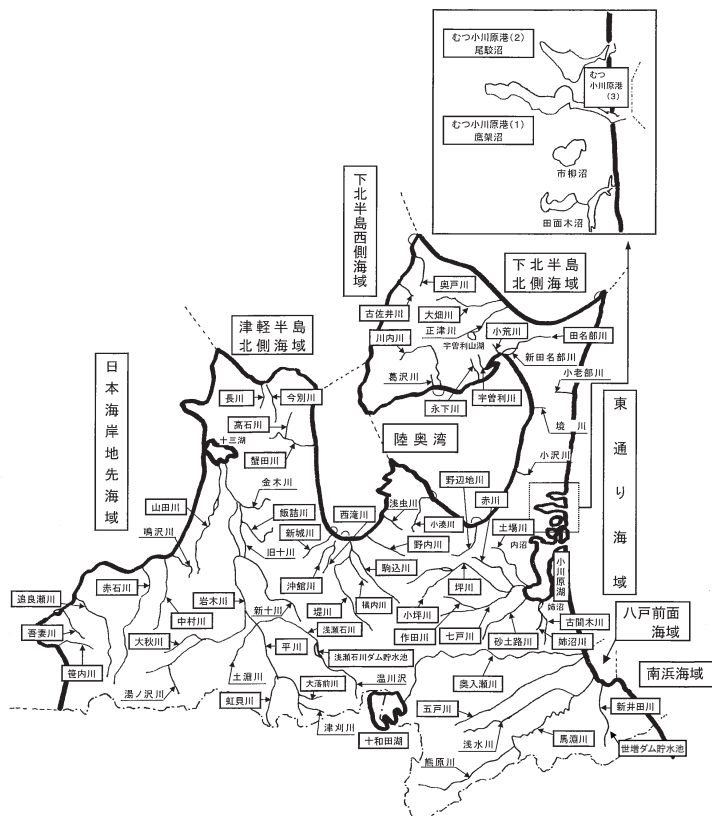 むつ小川原港(2)
尾駮沼
むつ
小川原港
(3)
むつ小川原港(1)
鷹架沼
市柳沼
田面木沼
下北半島西側海域
下北半島
北側海域
奥戸川
古佐井川
大畑川
正津川
川内川
宇曽利山湖
小荒川
田名部川
新田名部川
葛沢川
永下川
宇曽利川
小老部川
津軽半島
北側海域
日本海岸地先海域
長川
今別川
高石川
十三湖
蟹田川
陸奥湾
境川
小沢川
東通り海域
金木川
山田川
飯詰川
鳴沢川
新城川
西滝川
浅虫川
野辺地川
赤川
小湊川
土場川
旧十川
野内川
内沼
小川原湖
追良瀬川
赤石川
岩木川
沖館川
駒込川
坪川
姉沼
新十川
堤川
横内川
小坪川
古間木川
吾妻川
中村川
浅瀬石川
作田川
七戸川
砂土路川
姉沼川
八戸前面
海域
大秋川
平川
浅瀬石川ダム貯水池
笹内川
土淵川
温川沢
奥入瀬川
南浜海域
湯ノ沢川
虹貝川
大落前川
五戸川
新井田川
津刈川
十和田湖
浅水川
馬淵川
世増ダム貯水池
熊原川